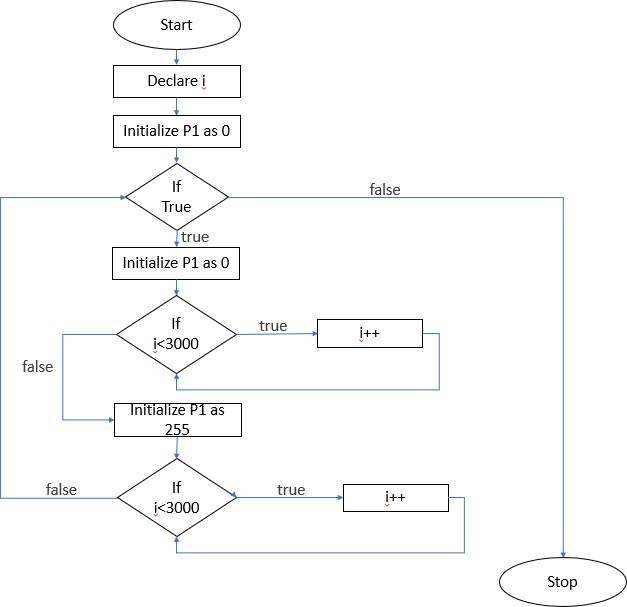 Start
Declare i
Initialize P1 as 0
If
True
false
true
Initialize P1 as 0
If
i<3000
true
i++
false
Initialize P1 as
255
If
i<3000
true
i++
false
Stop